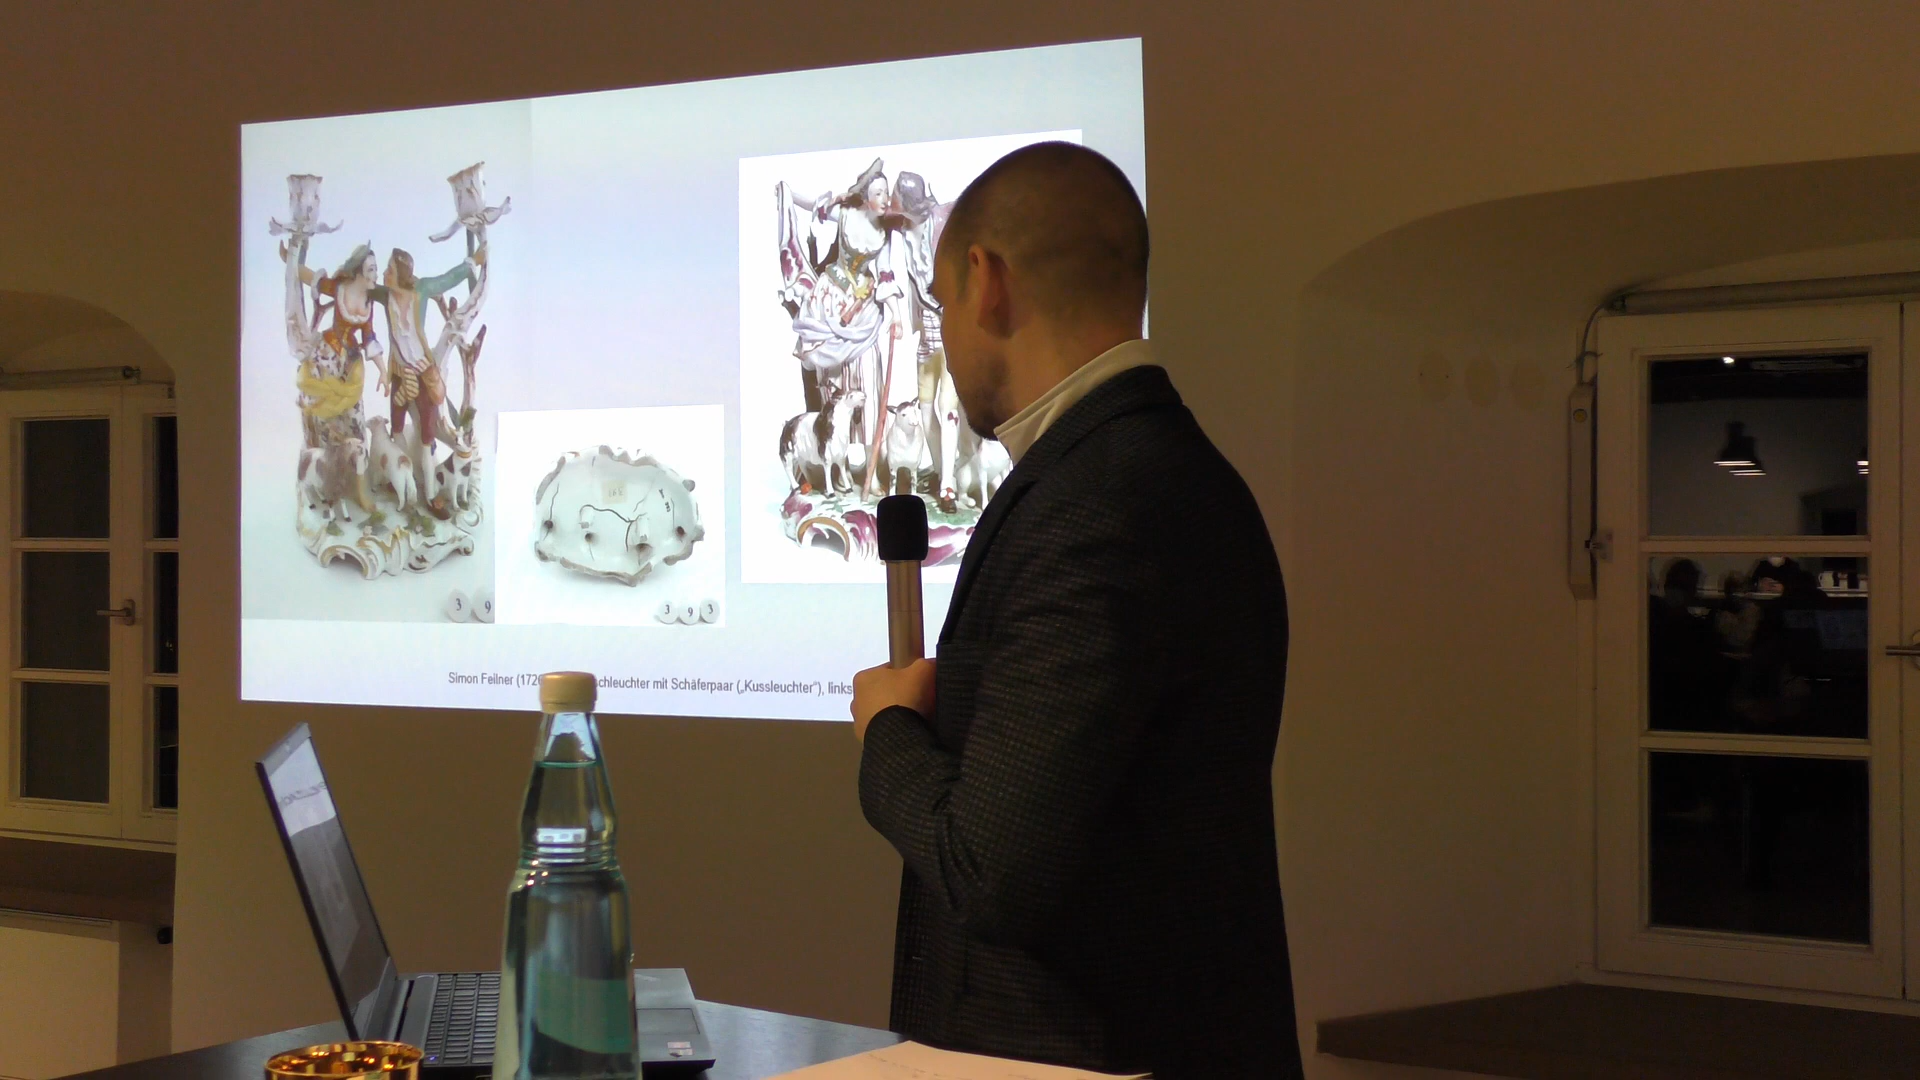 3 9
3 9 3
Simon Feilner (1726 chleuchter mit Schäferpaar („Kussleuchter“), links